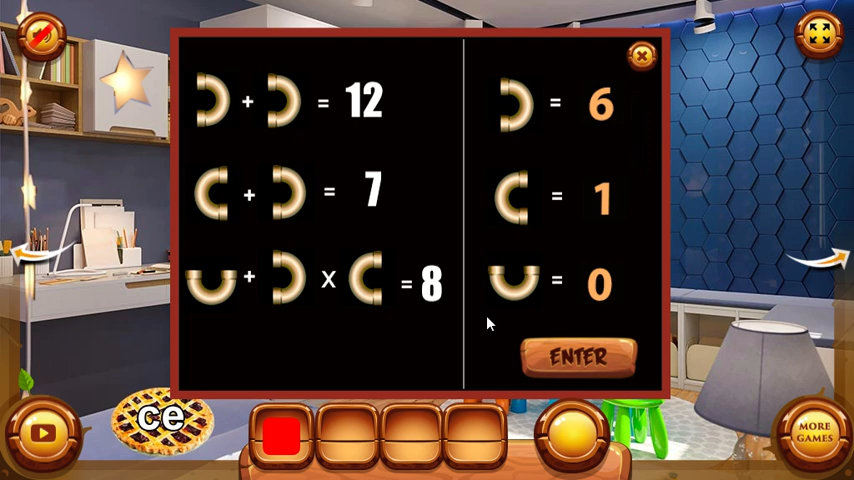 + = 12
= 6
+ = 7
= 1
+ X = 8
= 0
ENTER
ce
MORE
GAMES